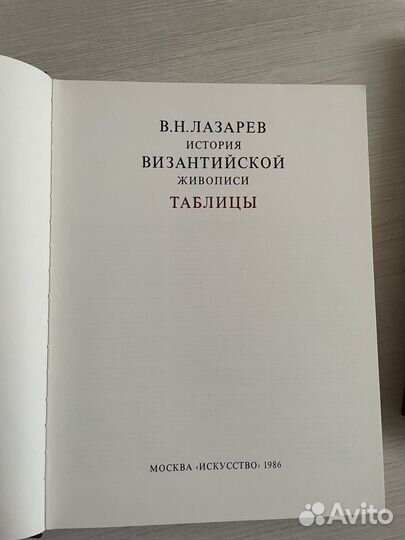 В.Н.ЛАЗАРЕВ
ИСТОРИЯ
ВИЗАНТИЙСКОЙ
ЖИВОПИСИ
ТАБЛИЦЫ
МОСКВА ‹ИСКУССТВО› 1986
Avito